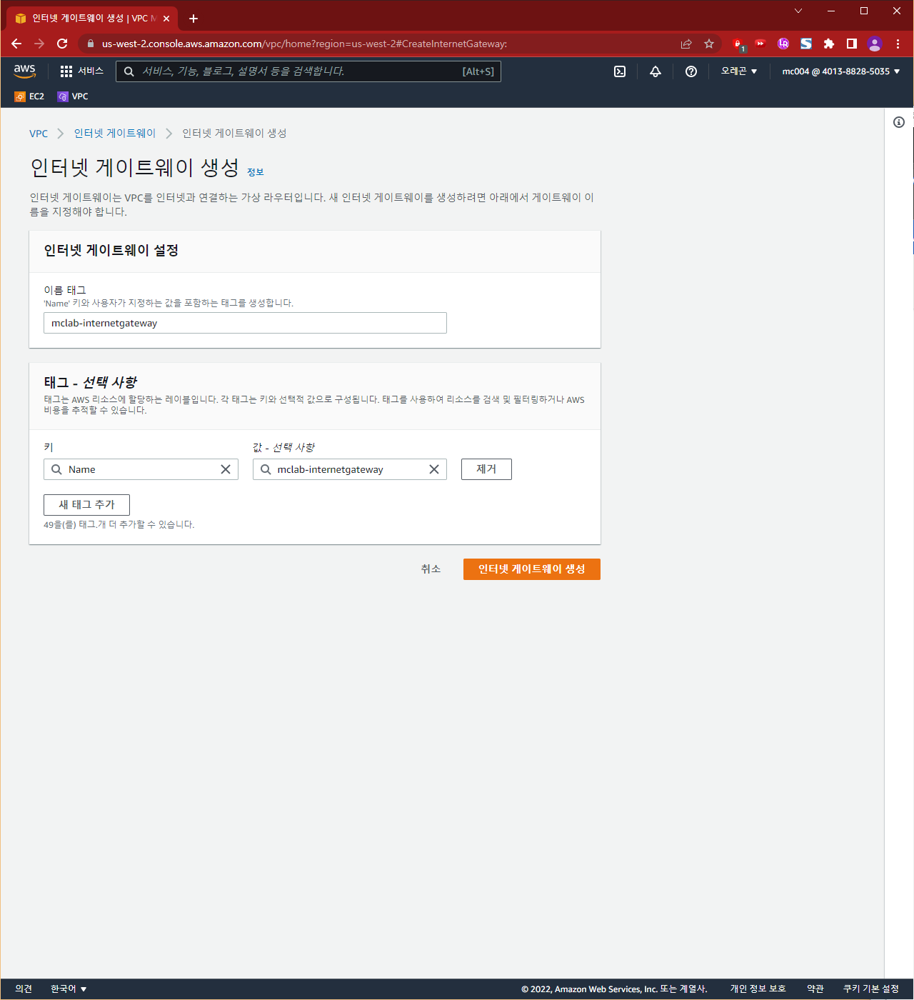 인터넷 게이트웨이 생성 | VPC M
us-west-2.console.aws.amazon.com/vpc/home?region=us-west-2#CreateInternetGateway:
1
aws
서비스
서비스, 기능, 블로그, 설명서 등을 검색합니다.
[Alt+S]
오레곤
mc004 @ 4013-8828-5035
EC2
VPC
VPC
인터넷 게이트웨이
인터넷 게이트웨이 생성
인터넷 게이트웨이 생성 정보
인터넷 게이트웨이는 VPC를 인터넷과 연결하는 가상 라우터입니다. 새 인터넷 게이트웨이를 생성하려면 아래에서 게이트웨이 이
름을 지정해야 합니다.
인터넷 게이트웨이 설정
이름 태그
'Name' 키와 사용자가 지정하는 값을 포함하는 태그를 생성합니다.
mclab-internetgateway
태그 - 선택 사항
태그는 AWS 리소스에 할당하는 레이블입니다. 각 태그는 키와 선택적 값으로 구성됩니다. 태그를 사용하여 리소스를 검색 및 필터링하거나 AWS
비용을 추적할 수 있습니다.
키
값 - 선택 사항
Name
mclab-internetgateway
제거
새 태그 추가
49을(를) 태그.개 더 추가할 수 있습니다.
취소
인터넷 게이트웨이 생성
의견
한국어
© 2022, Amazon Web Services, Inc. 또는 계열사.
개인 정보 보호
약관
쿠키 기본 설정